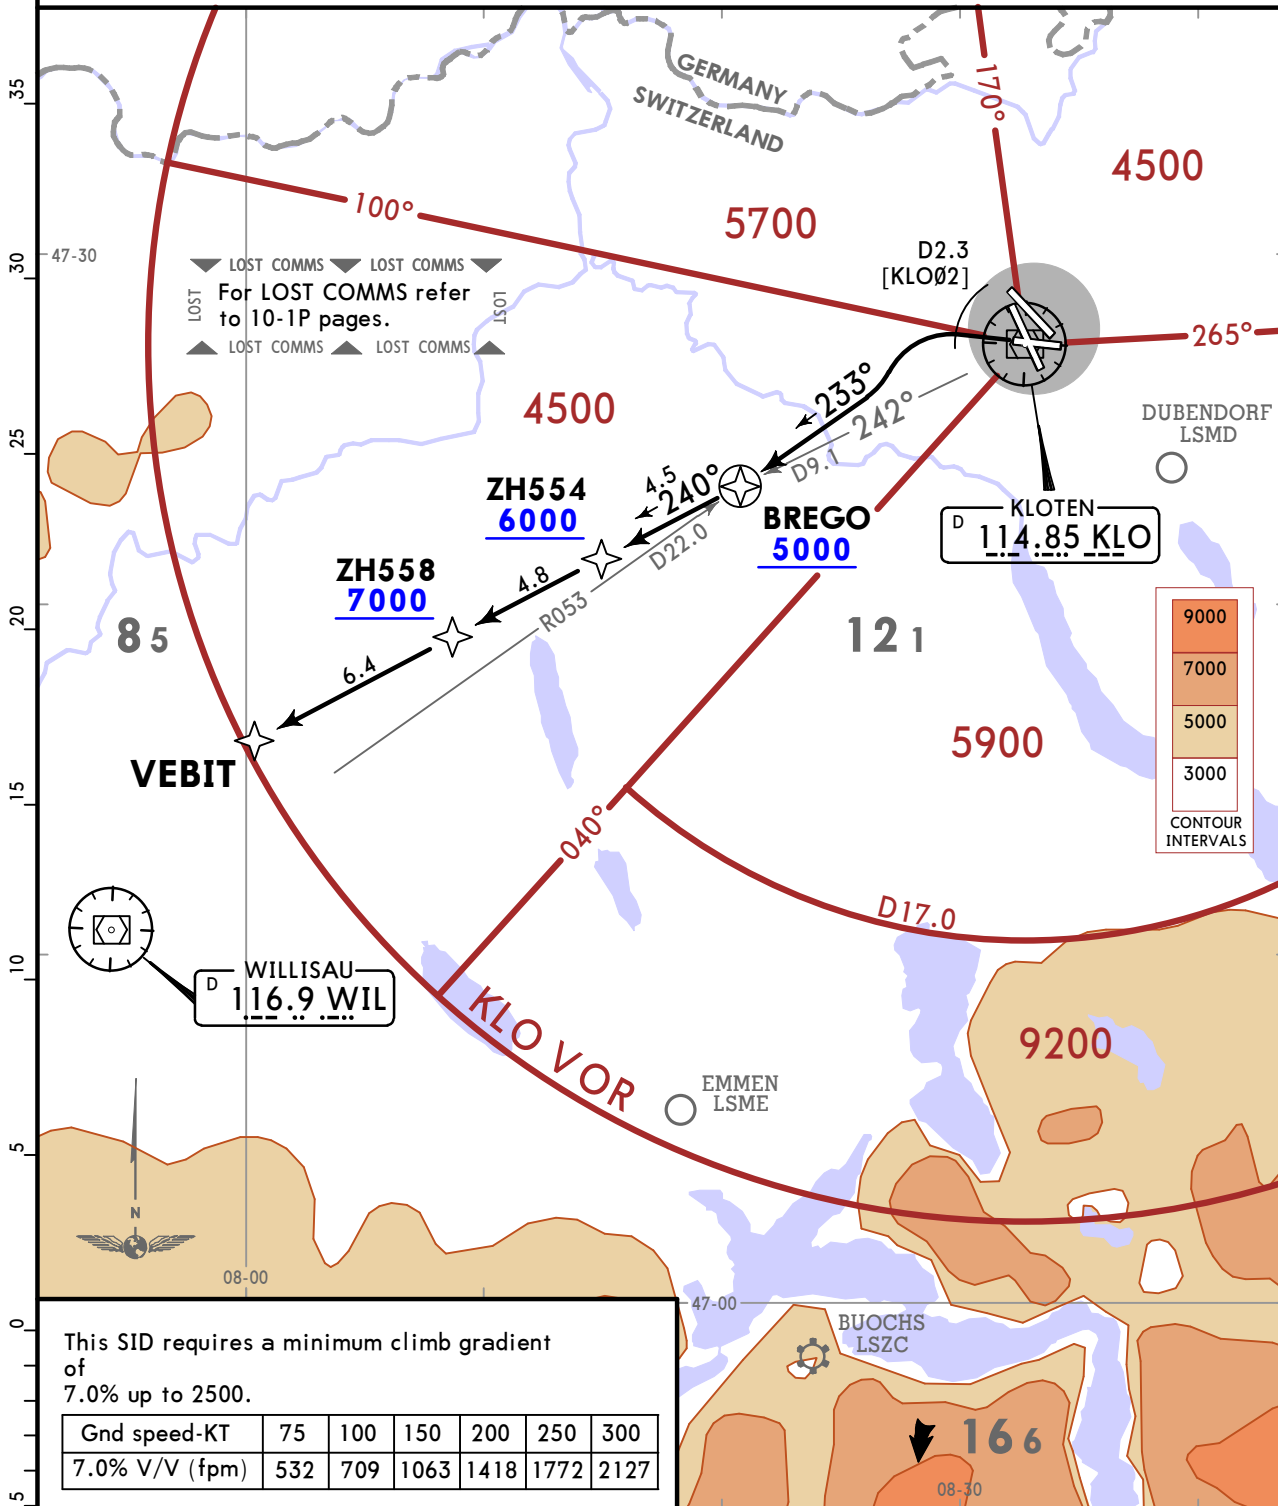 GERMANY
SWITZERLAND
170°
4500
5700
100°
35
47-30
30
LOST COMMS LOST COMMS
LOST
For LOST COMMS refer
to 10-1P pages.
LOST
LOST COMMS LOST COMMS
D2.3
[KLOØ2]
265°
4500
233°
242°
D9.1
DUBENDORF
LSMD
25
ZH554
6000
4.5
240°
D22.0
BREGO
5000
KLOTEN
D 114.85 KLO
ZH558
7000
4.8
R053
20
8 5
12 1
6.4
5900
9000
7000
5000
3000
CONTOUR
INTERVALS
VEBIT
15
040°
D17.0
WILLISAU
D 116.9 WIL
10
KLO VOR
9200
EMMEN
LSME
5
N
08-00
47-00
0
BUOCHS
LSZC
This SID requires a minimum climb gradient
of
7.0% up to 2500.
Gnd speed-KT 75 100 150 200 250 300
7.0% V/V (fpm) 532 709 1063 1418 1772 2127
16 6
08-30
5